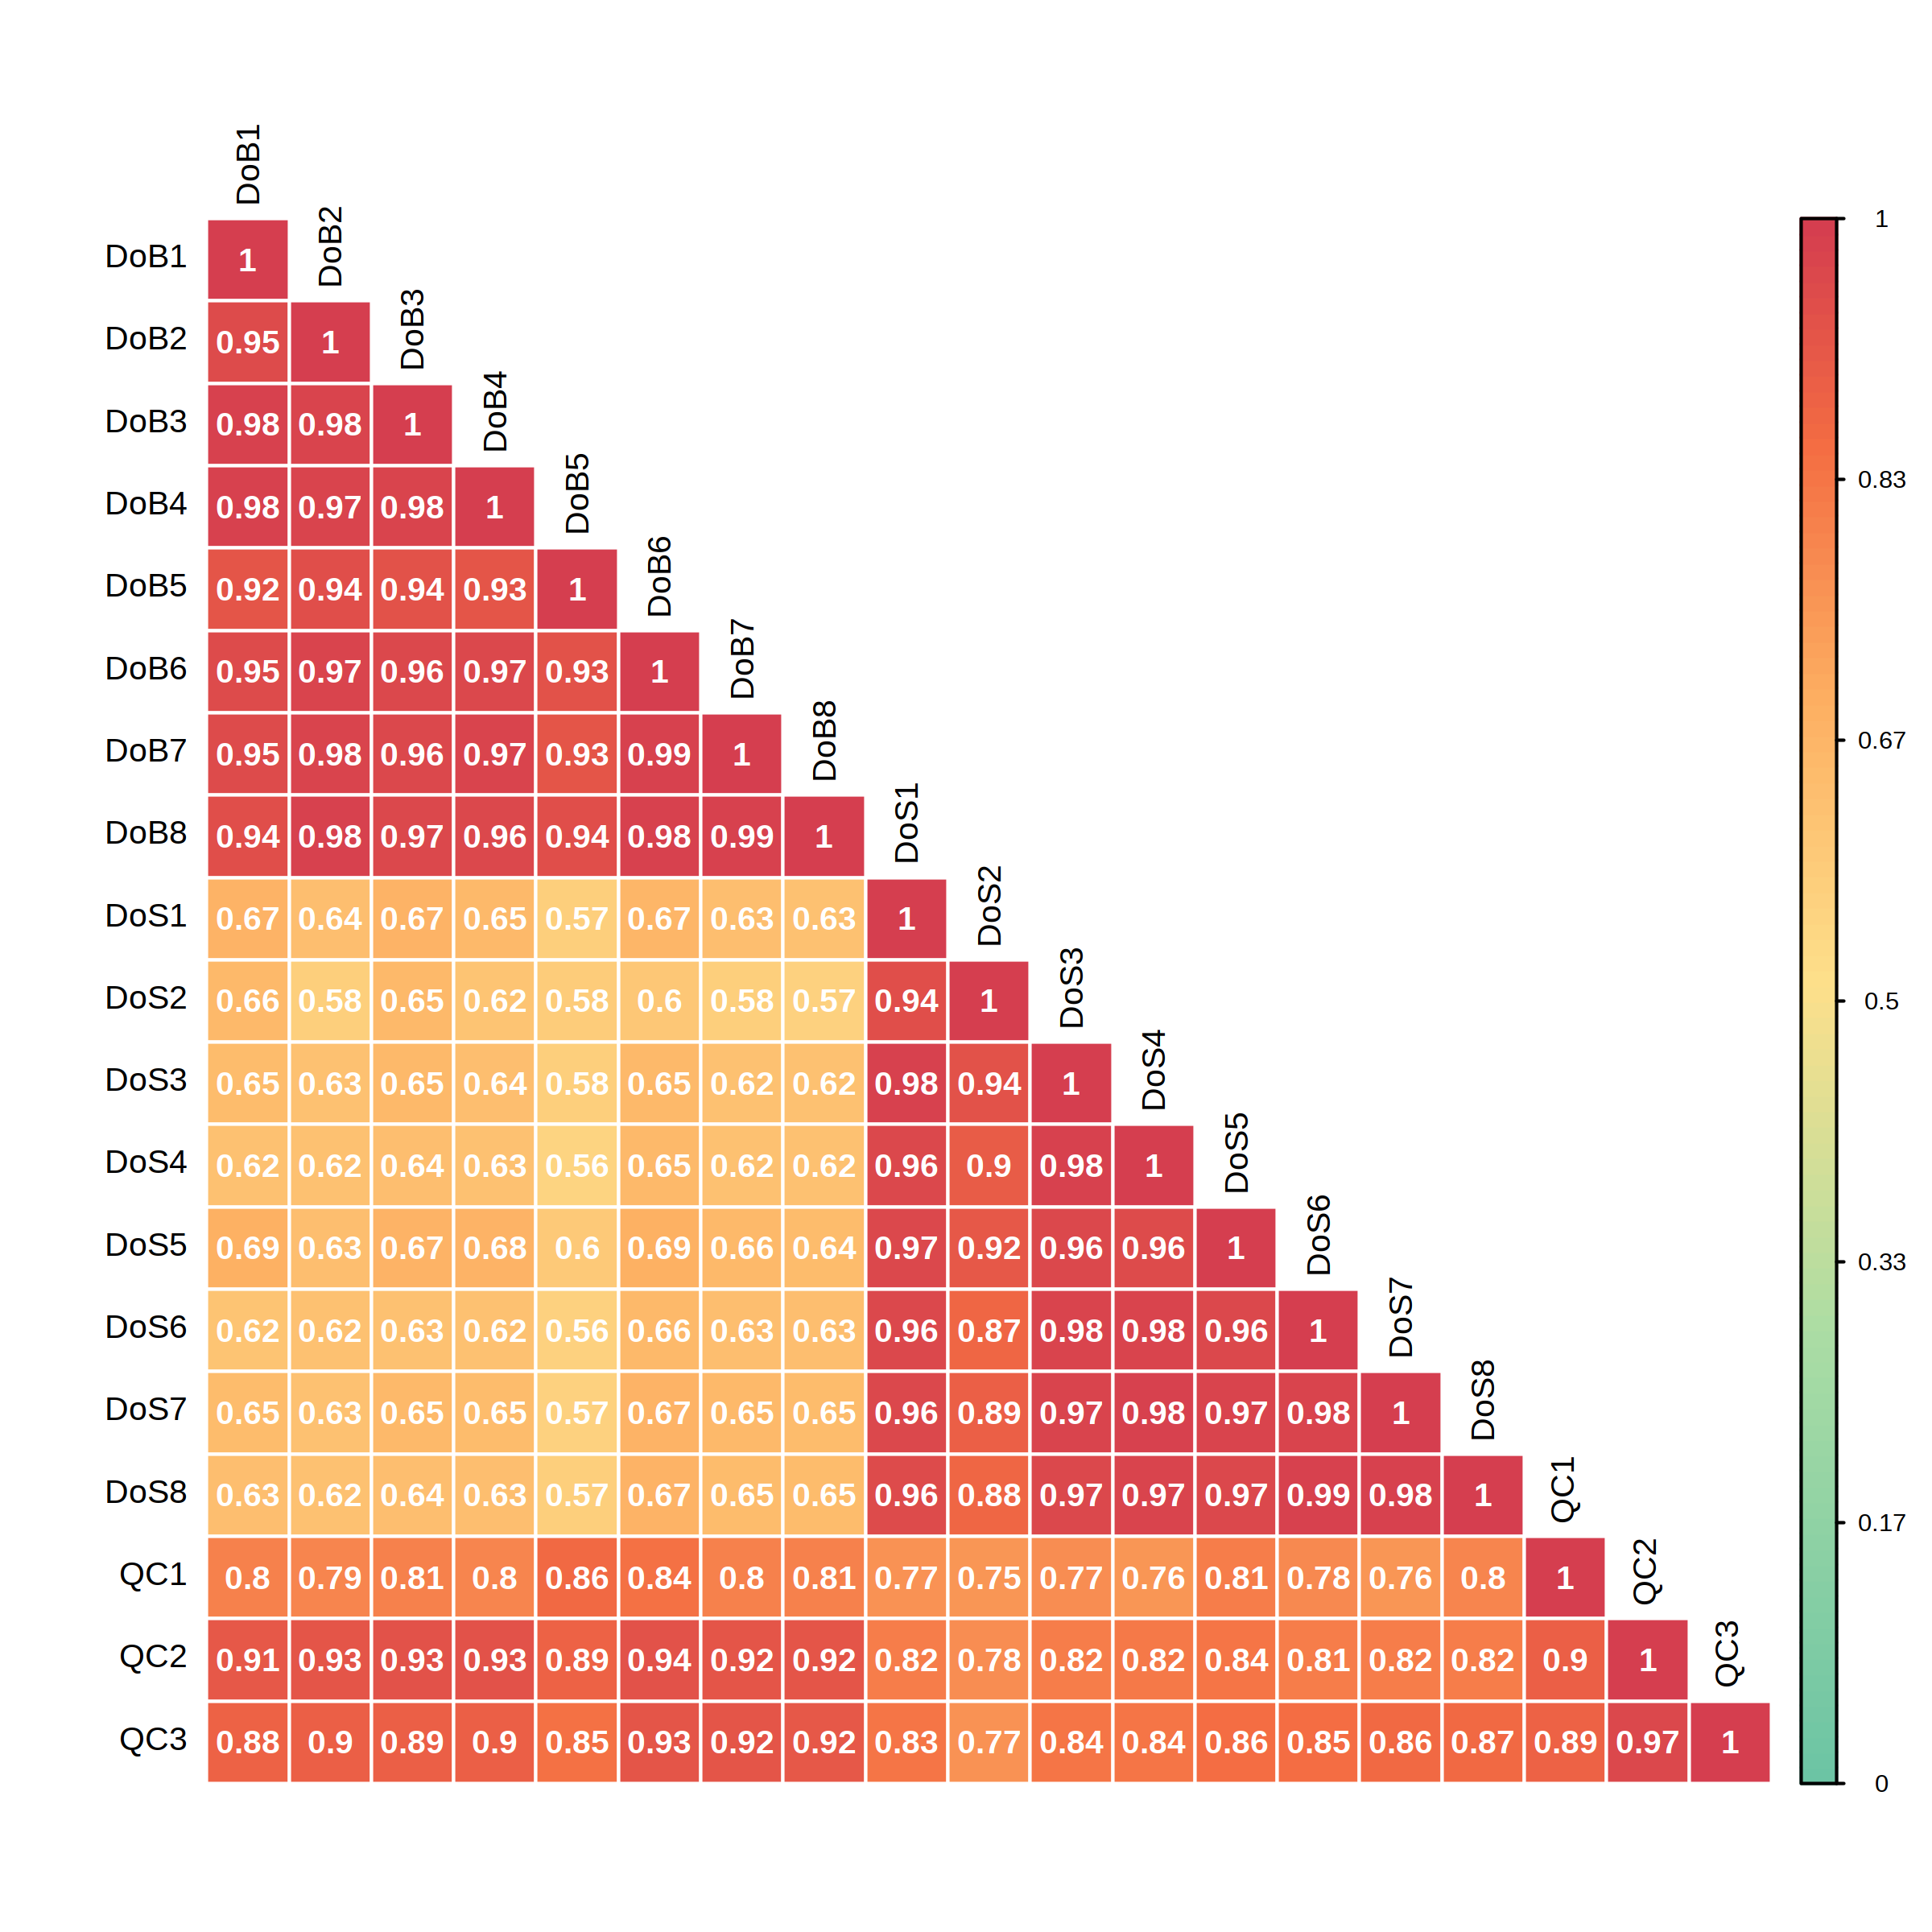 DoB1
DoB1 1 DoB2
DoB2 0.95 1 DoB3
DoB3 0.98 0.98 1 DoB4
DoB4 0.98 0.97 0.98 1 DoB5
DoB5 0.92 0.94 0.94 0.93 1 DoB6
DoB6 0.95 0.97 0.96 0.97 0.93 1 DoB7
DoB7 0.95 0.98 0.96 0.97 0.93 0.99 1 DoB8
DoB8 0.94 0.98 0.97 0.96 0.94 0.98 0.99 1 DoS1
DoS1 0.67 0.64 0.67 0.65 0.57 0.67 0.63 0.63 1 DoS2
DoS2 0.66 0.58 0.65 0.62 0.58 0.6 0.58 0.57 0.94 1 DoS3
DoS3 0.65 0.63 0.65 0.64 0.58 0.65 0.62 0.62 0.98 0.94 1 DoS4
DoS4 0.62 0.62 0.64 0.63 0.56 0.65 0.62 0.62 0.96 0.9 0.98 1 DoS5
DoS5 0.69 0.63 0.67 0.68 0.6 0.69 0.66 0.64 0.97 0.92 0.96 0.96 1 DoS6
DoS6 0.62 0.62 0.63 0.62 0.56 0.66 0.63 0.63 0.96 0.87 0.98 0.98 0.96 1 DoS7
DoS7 0.65 0.63 0.65 0.65 0.57 0.67 0.65 0.65 0.96 0.89 0.97 0.98 0.97 0.98 1 DoS8
DoS8 0.63 0.62 0.64 0.63 0.57 0.67 0.65 0.65 0.96 0.88 0.97 0.97 0.97 0.99 0.98 1 QC1
QC1 0.8 0.79 0.81 0.8 0.86 0.84 0.8 0.81 0.77 0.75 0.77 0.76 0.81 0.78 0.76 0.8 1 QC2
QC2 0.91 0.93 0.93 0.93 0.89 0.94 0.92 0.92 0.82 0.78 0.82 0.82 0.84 0.81 0.82 0.82 0.9 1 QC3
QC3 0.88 0.9 0.89 0.9 0.85 0.93 0.92 0.92 0.83 0.77 0.84 0.84 0.86 0.85 0.86 0.87 0.89 0.97 1
1
0.83
0.67
0.5
0.33
0.17
0